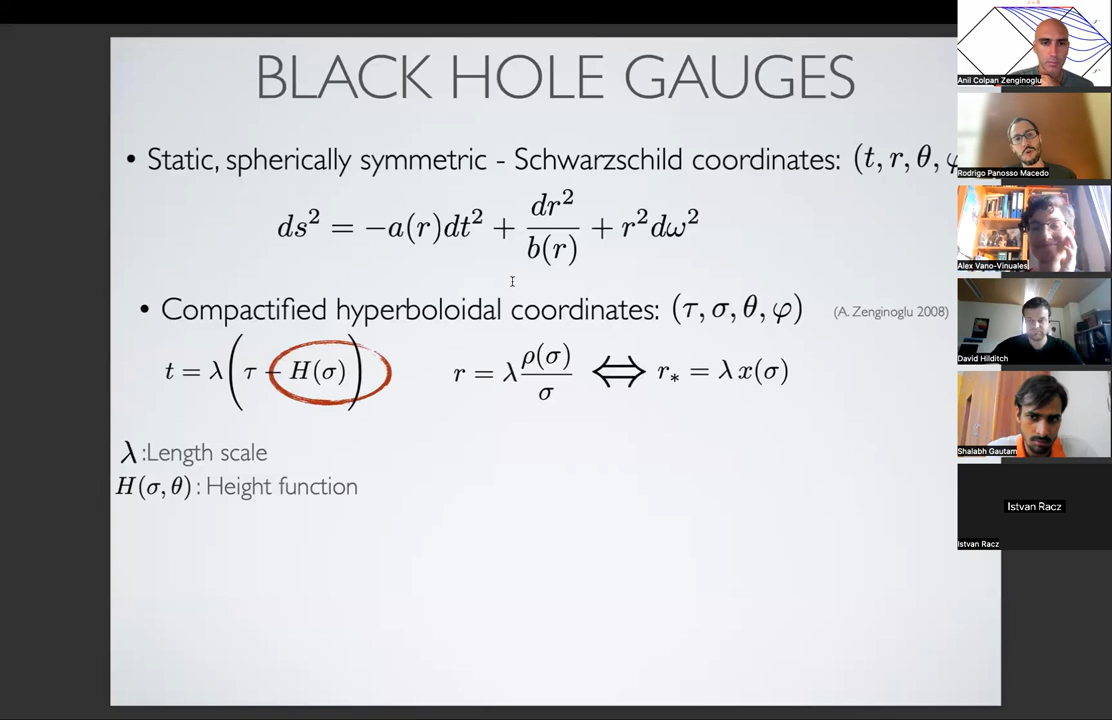 BLACK HOLE GAUGES
• Static, spherically symmetric - Schwarzschild coordinates: (t, r, θ, φ
ds² = −a(r)dt² + dr²/b(r) + r²dω²
• Compactified hyperboloidal coordinates: (τ, σ, θ, φ) (A. Zenginoglu 2008)
t = λ(τ − H(σ)) r = λ ρ(σ)/σ ⟺ r∗ = λ x(σ)
λ :Length scale
H(σ, θ) : Height function
Anil Colpan Zenginoglu
Rodrigo Panosso Macedo
Alex Vano-Vinuales
David Hilditch
Shalabh Gautam
Istvan Racz
Istvan Racz